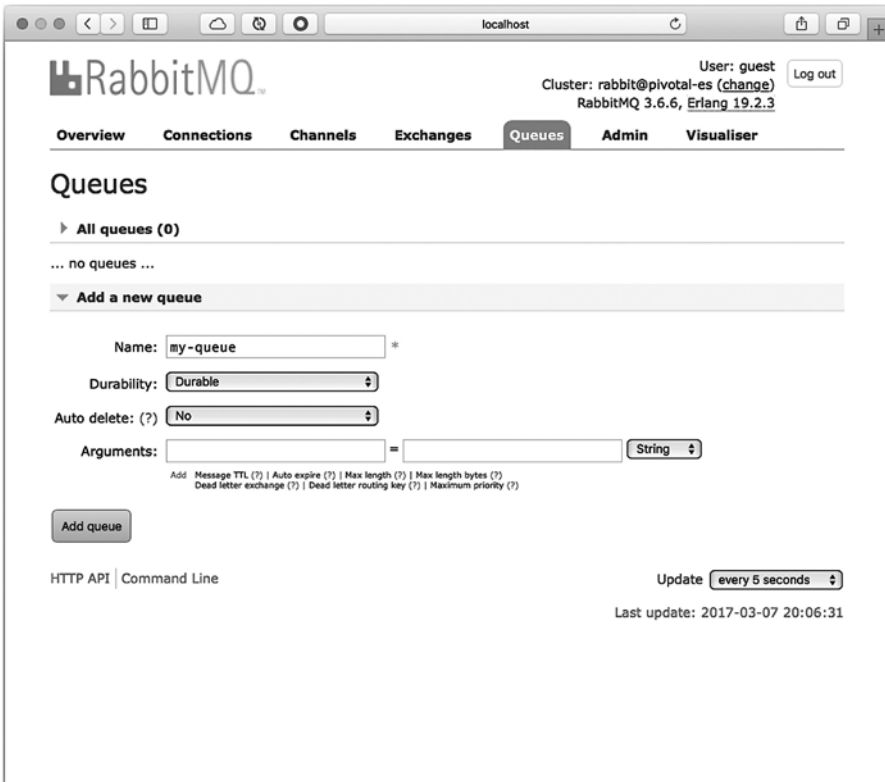 localhost
RabbitMQ™
User: guest
Cluster: rabbit@pivotal-es (change)
RabbitMQ 3.6.6, Erlang 19.2.3
Log out
Overview Connections Channels Exchanges Queues Admin Visualiser
Queues
All queues (0)
... no queues ...
Add a new queue
Name: my-queue *
Durability: Durable
Auto delete: (?) No
Arguments: = String
Add Message TTL (?) | Auto expire (?) | Max length (?) | Max length bytes (?)
Dead letter exchange (?) | Dead letter routing key (?) | Maximum priority (?)
Add queue
HTTP API | Command Line
Update every 5 seconds
Last update: 2017-03-07 20:06:31